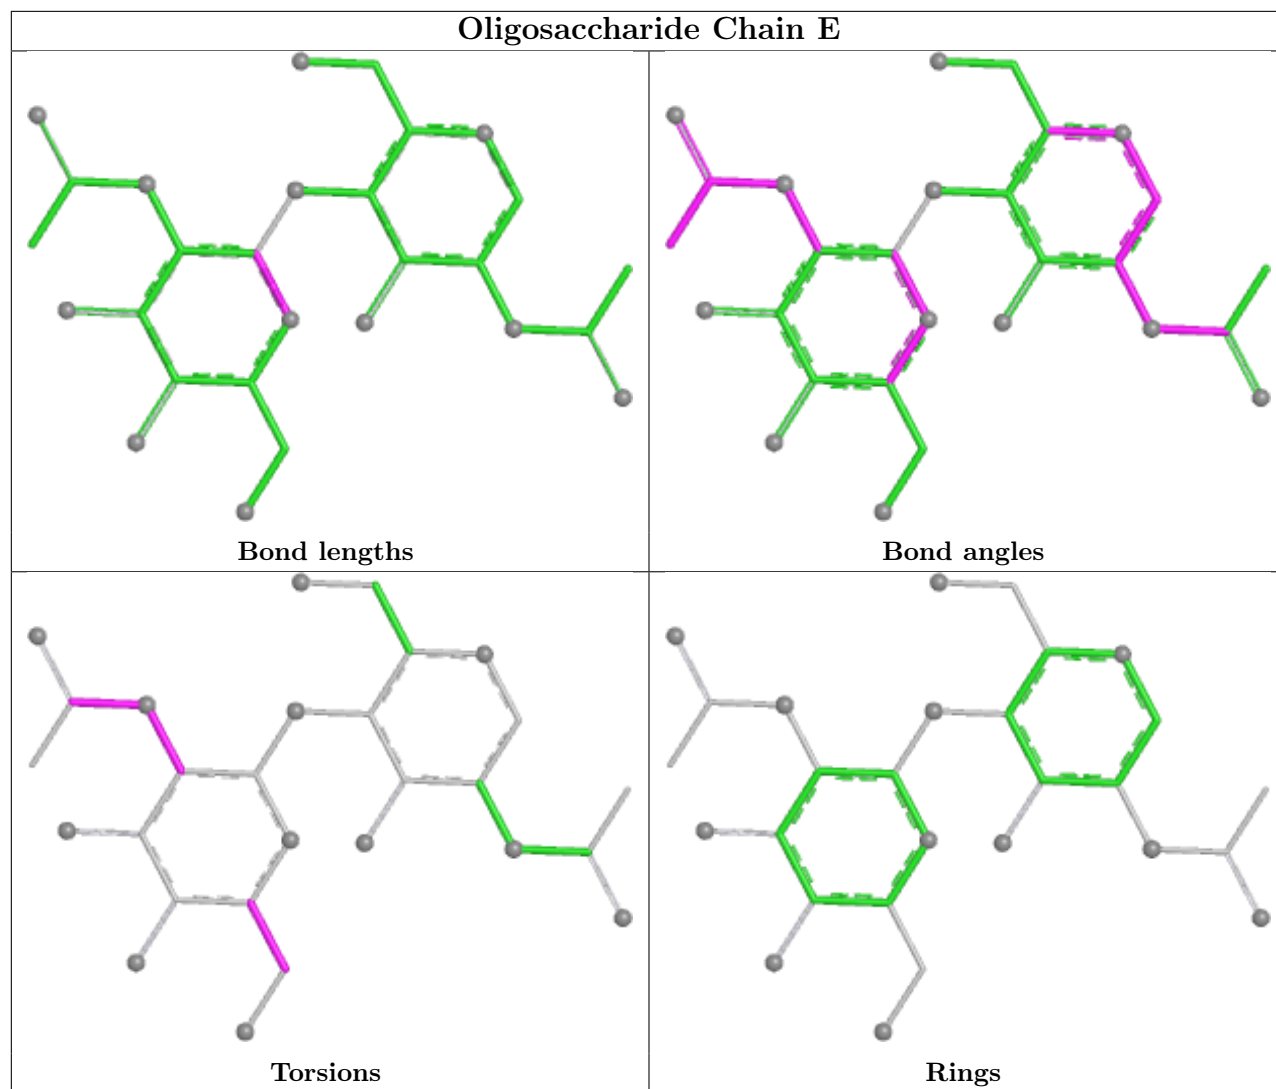 Oligosaccharide Chain E
Bond lengths
Bond angles
Torsions
Rings